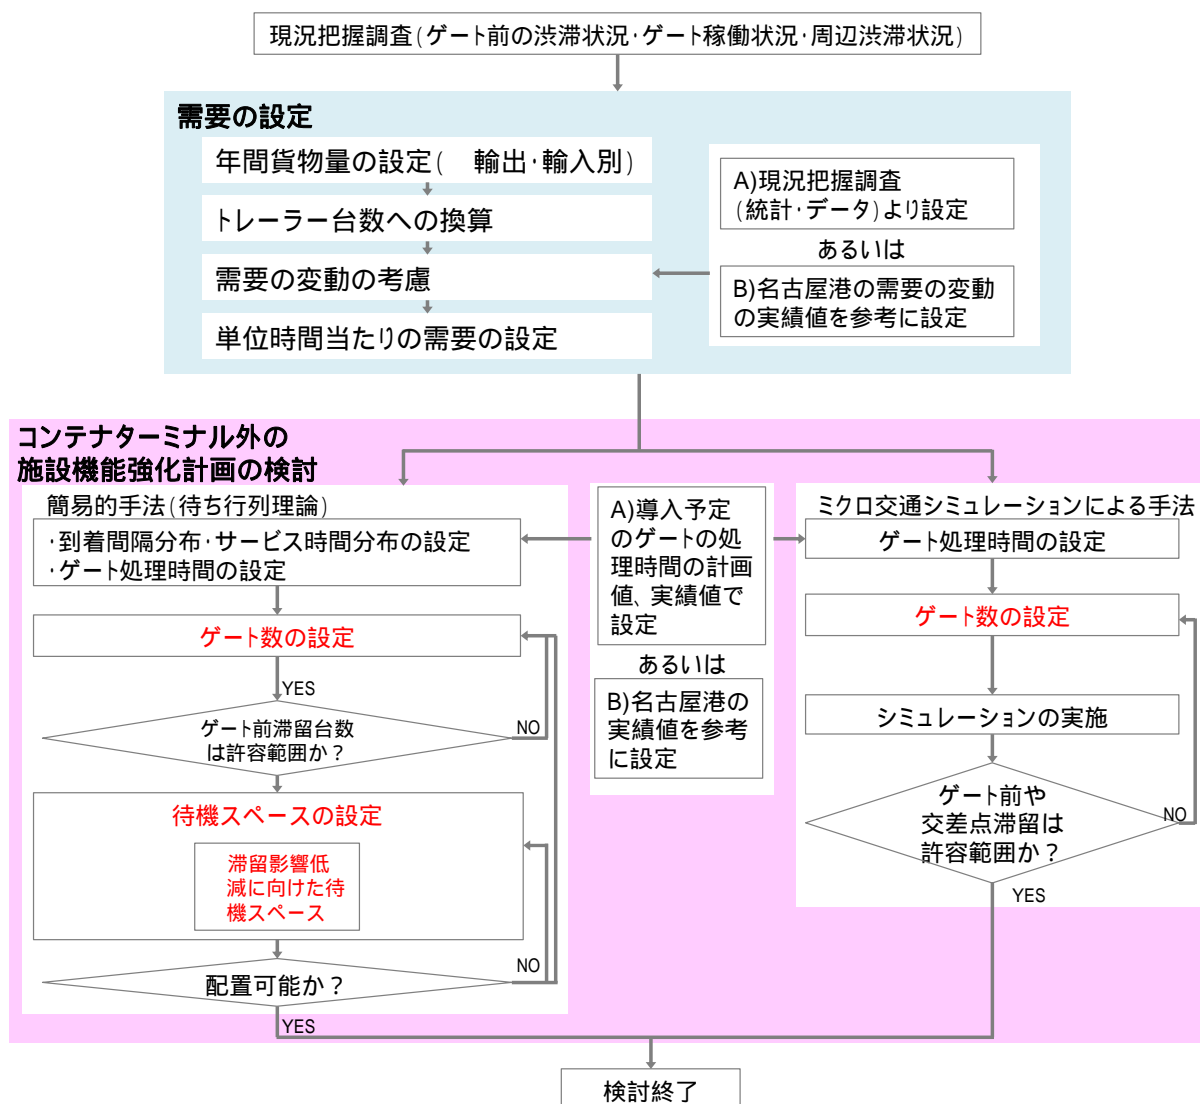 現況把握調査(ゲート前の渋滞状況・ゲート稼働状況・周辺渋滞状況)
需要の設定
年間貨物量の設定(　輸出・輸入別)
トレーラー台数への換算
需要の変動の考慮
単位時間当たりの需要の設定
A)現況把握調査
(統計・データ)より設定
あるいは
B)名古屋港の需要の変動
の実績値を参考に設定
コンテナターミナル外の
施設機能強化計画の検討
簡易的手法(待ち行列理論)
・到着間隔分布・サービス時間分布の設定
・ゲート処理時間の設定
ゲート数の設定
YES
ゲート前滞留台数
は許容範囲か？
NO
待機スペースの設定
滞留影響低
減に向けた待
機スペース
配置可能か？
NO
YES
A)導入予定
のゲートの処
理時間の計画
値、実績値で
設定
あるいは
B)名古屋港の
実績値を参考
に設定
ミクロ交通シミュレーションによる手法
ゲート処理時間の設定
ゲート数の設定
シミュレーションの実施
ゲート前や
交差点滞留は
許容範囲か？
NO
YES
検討終了